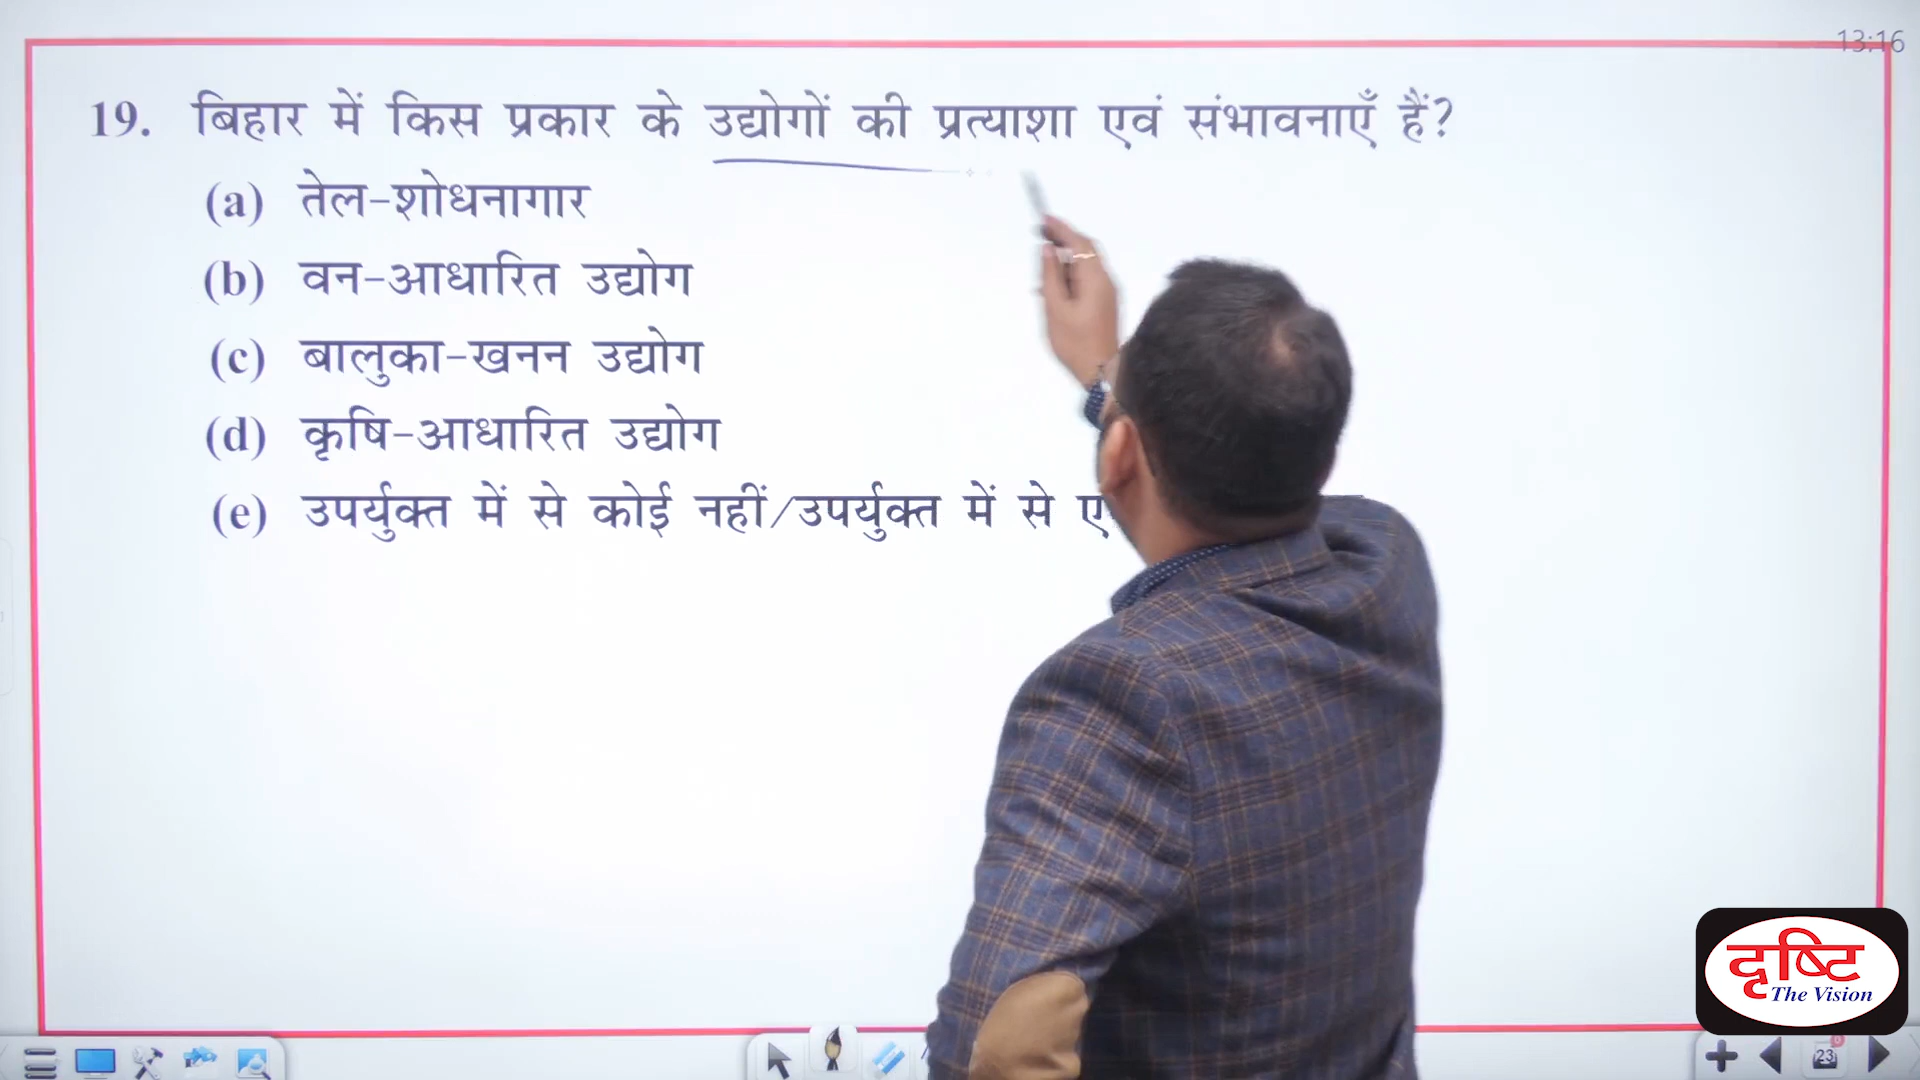 13:16
19. बिहार में किस प्रकार के उद्योगों की प्रत्याशा एवं संभावनाएँ हैं?
(a) तेल-शोधनागार
(b) वन-आधारित उद्योग
(c) बालुका-खनन उद्योग
(d) कृषि-आधारित उद्योग
(e) उपर्युक्त में से कोई नहीं/उपर्युक्त में से
दृष्टि
The Vision
23